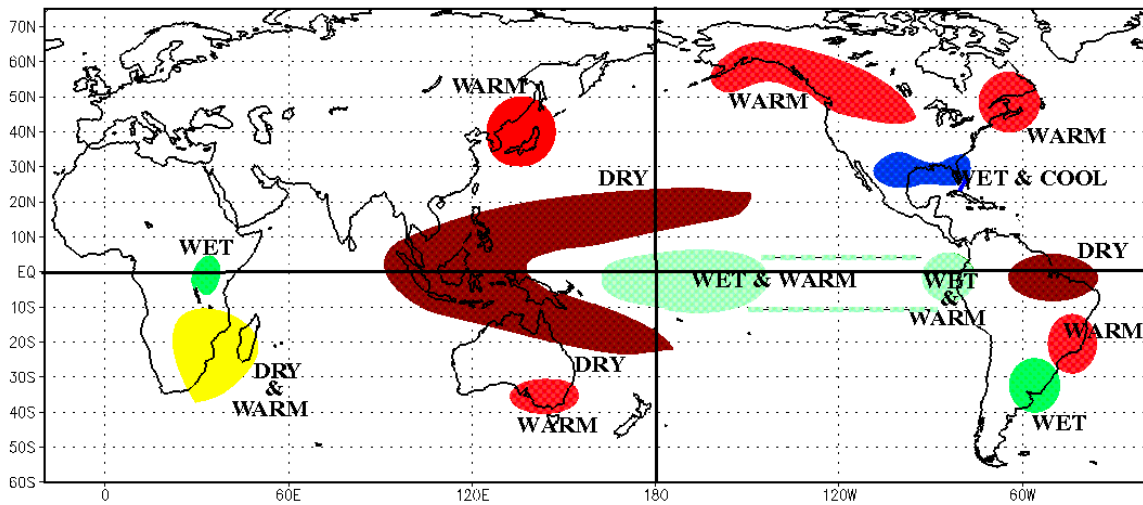 70N
60N
50N
40N
30N
20N
10N
EQ
10S
20S
30S
40S
50S
60S
0
60E
120E
180
120W
60W
WARM
WARM
WARM
WET & COOL
DRY
WET
WET & WARM
WET
&
WARM
DRY
WARM
DRY
&
WARM
DRY
WARM
WET